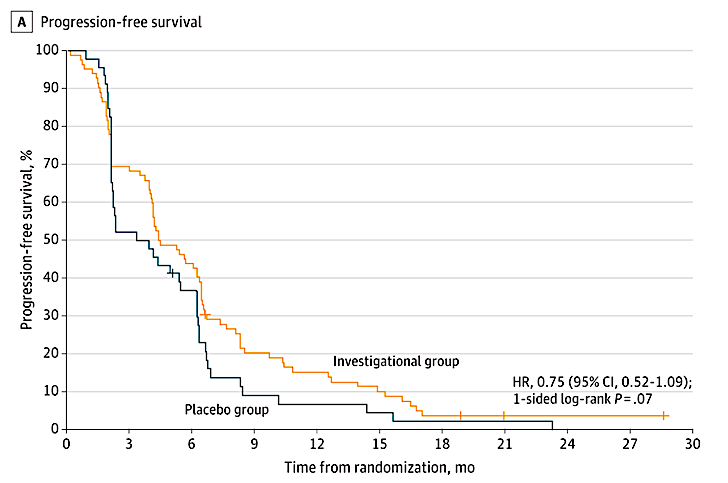 A Progression-free survival
100
90
80
70
60
50
40
30
20
10
0
Progression-free survival, %
Investigational group
Placebo group
HR, 0.75 (95% CI, 0.52-1.09);
1-sided log-rank P = .07
0 3 6 9 12 15 18 21 24 27 30
Time from randomization, mo